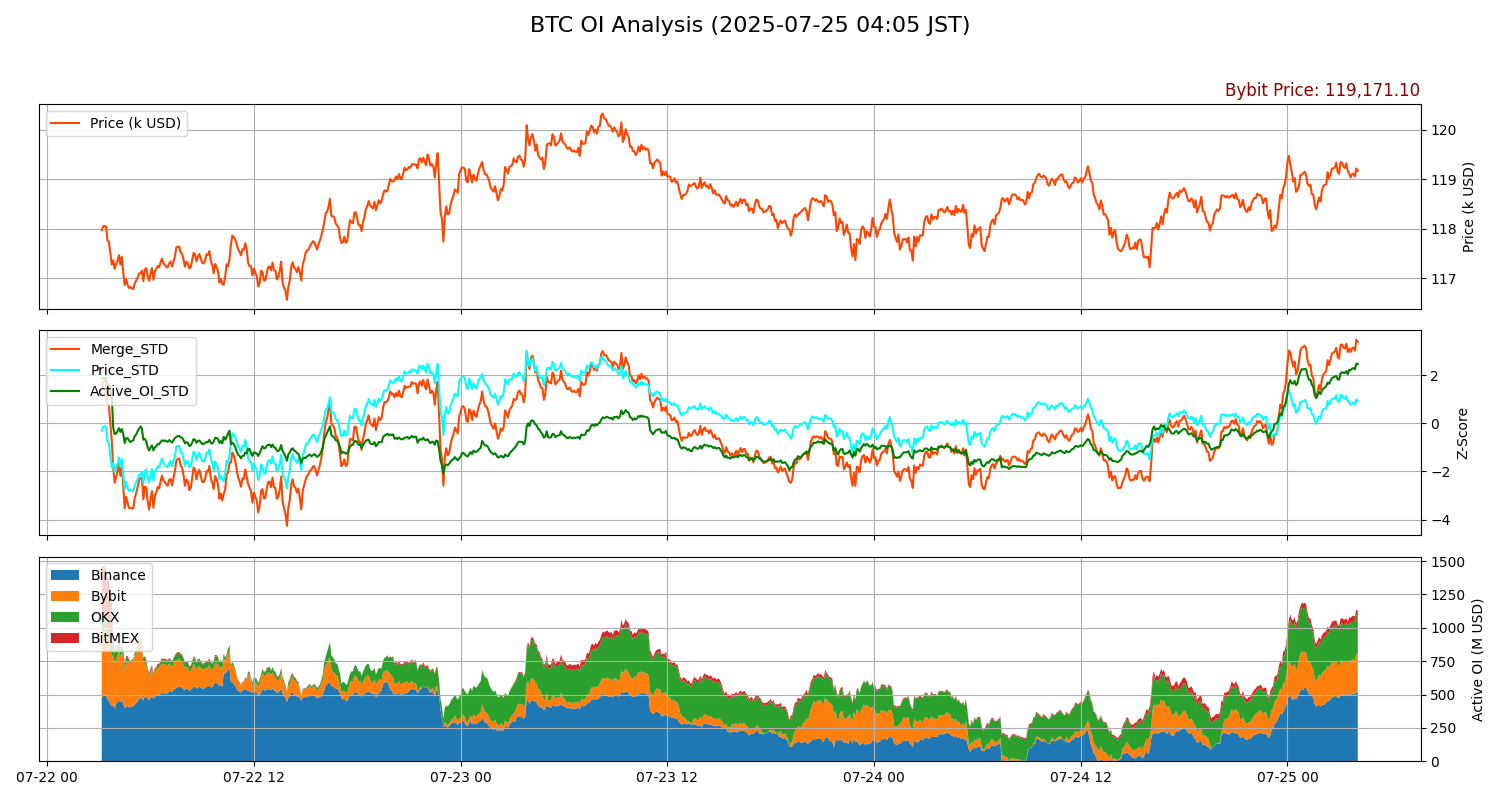 BTC OI Analysis (2025-07-25 04:05 JST)
Bybit Price: 119,171.10
Price (k USD)
120
119
118
117
Price (k USD)
Merge_STD
Price_STD
Active_OI_STD
2
0
−2
−4
Z-Score
Binance
Bybit
OKX
BitMEX
1500
1250
1000
750
500
250
0
Active OI (M USD)
07-22 00
07-22 12
07-23 00
07-23 12
07-24 00
07-24 12
07-25 00